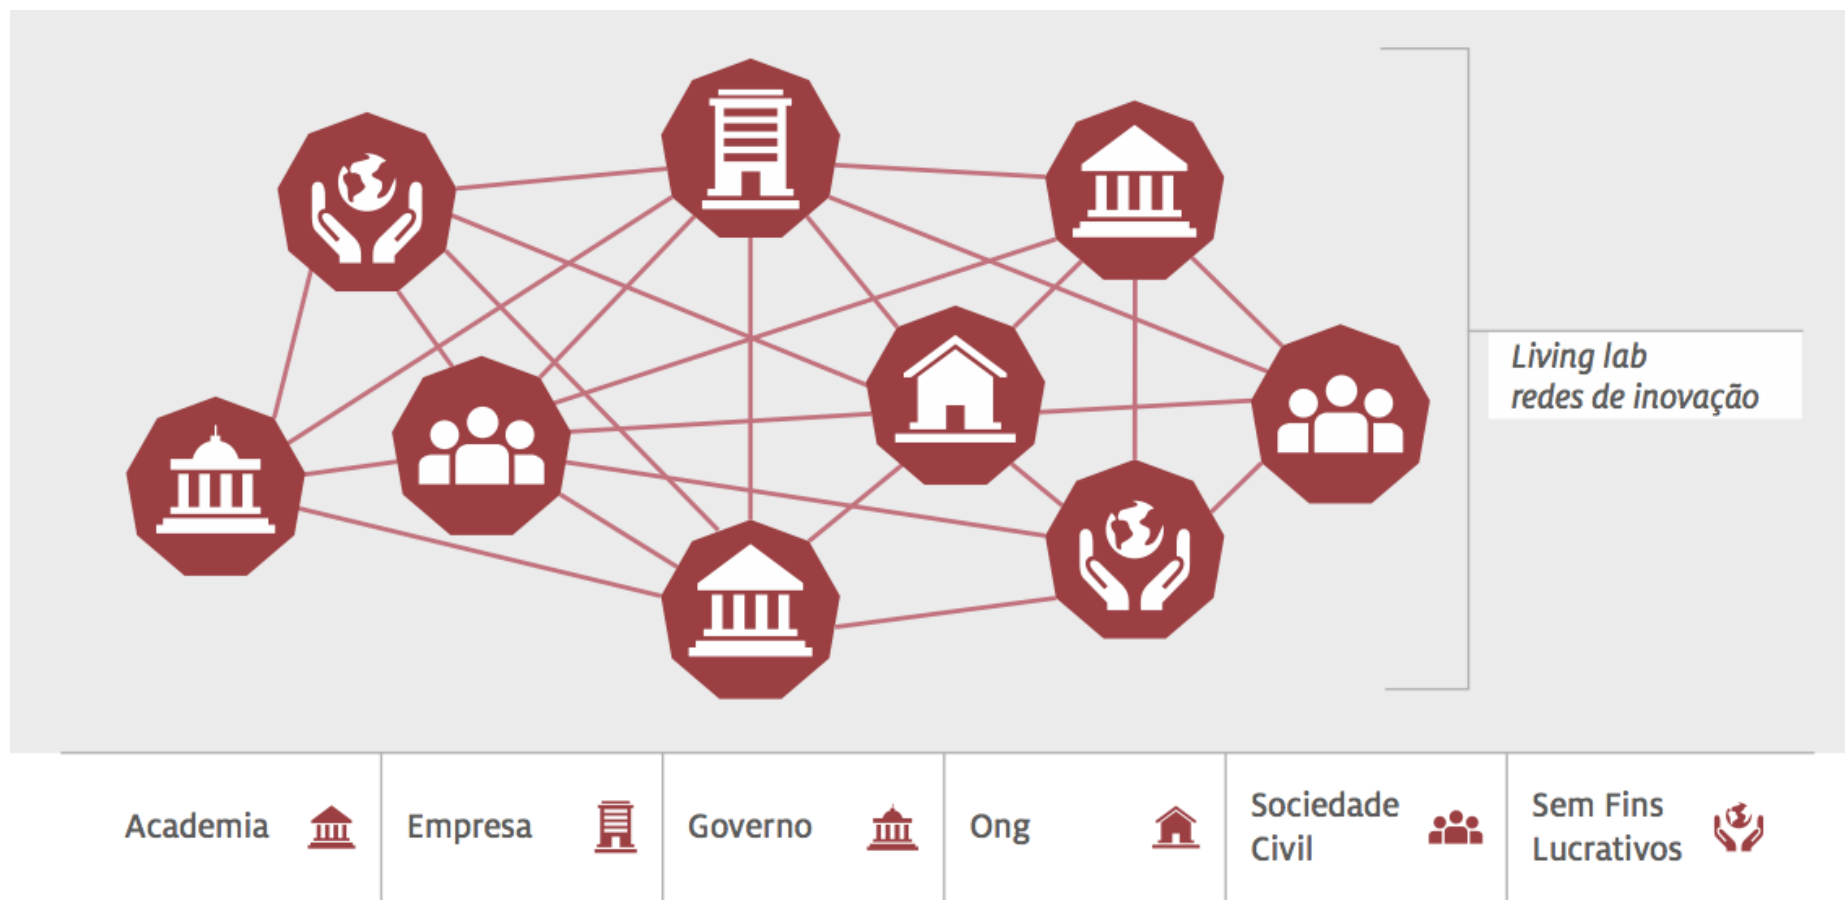 Living lab
redes de inovação
Academia
Empresa
Governo
Ong
Sociedade
Civil
Sem Fins
Lucrativos